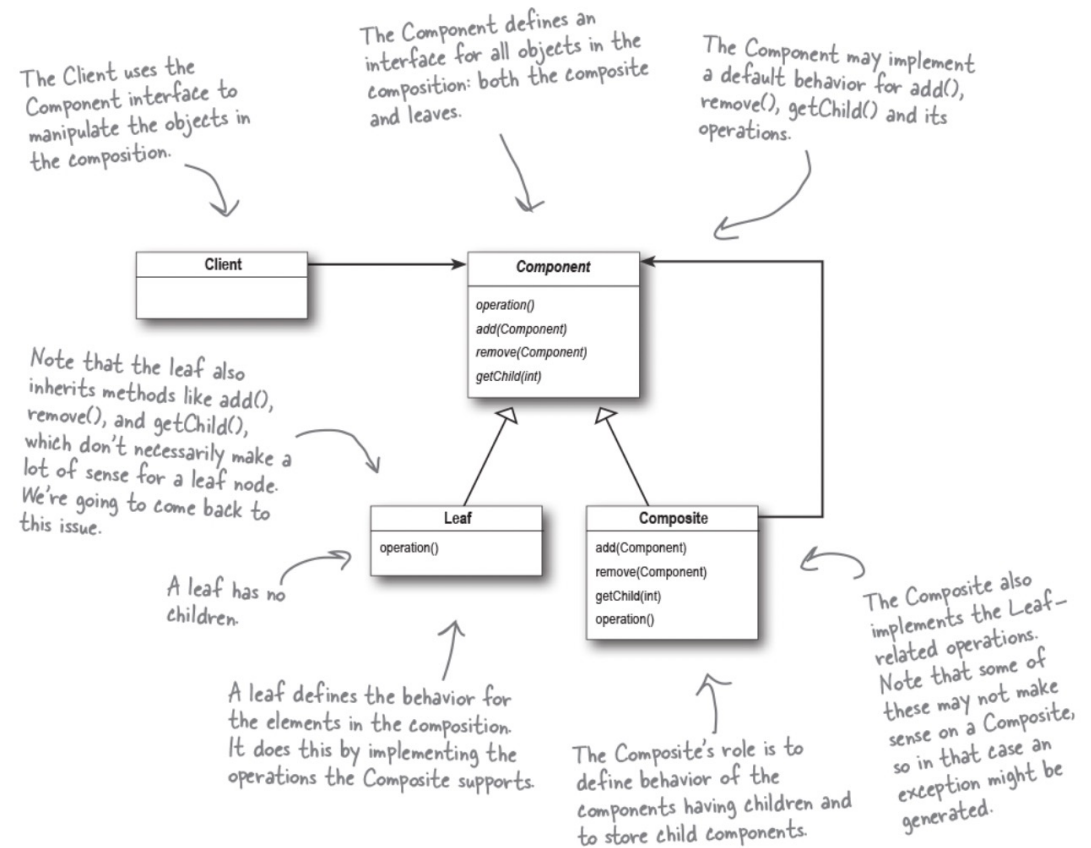 The Client uses the
Component interface to
manipulate the objects in
the composition.
The Component defines an
interface for all objects in the
composition: both the composite
and leaves.
The Component may implement
a default behavior for add(),
remove(), getChild() and its
operations.
Client
Component
operation()
add(Component)
remove(Component)
getChild(int)
Note that the leaf also
inherits methods like add(),
remove(), and getChild(),
which don't necessarily make a
lot of sense for a leaf node.
We're going to come back to
this issue.
Leaf
operation()
Composite
add(Component)
remove(Component)
getChild(int)
operation()
A leaf has no
children.
A leaf defines the behavior for
the elements in the composition.
It does this by implementing the
operations the Composite supports.
The Composite's role is to
define behavior of the
components having children and
to store child components.
The Composite also
implements the Leaf-
related operations.
Note that some of
these may not make
sense on a Composite,
so in that case an
exception might be
generated.